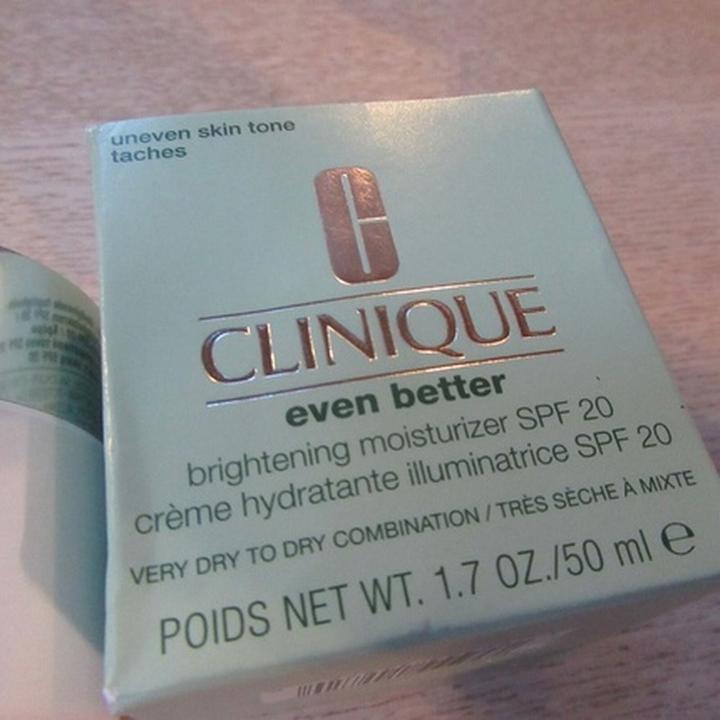 uneven skin tone
taches
C
CLINIQUE
even better
brightening moisturizer SPF 20
crème hydratante illuminatrice SPF 20
VERY DRY TO DRY COMBINATION / TRÈS SÈCHE À MIXTE
POIDS NET WT. 1.7 OZ./50 ml ℮